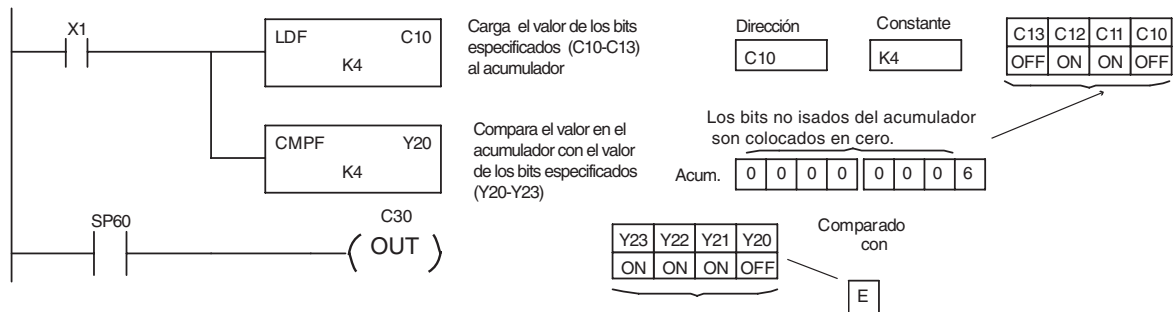 X1
LDF C10
K4
Carga el valor de los bits
especificados (C10-C13)
al acumulador
CMPF Y20
K4
Compara el valor en el
acumulador con el valor
de los bits especificados
(Y20-Y23)
SP60
C30
OUT
Dirección
C10
Constante
K4
C13 C12 C11 C10
OFF ON ON OFF
Los bits no isados del acumulador
son colocados en cero.
Acum. 0 0 0 0 0 0 0 6
Y23 Y22 Y21 Y20
ON ON ON OFF
Comparado
con
E